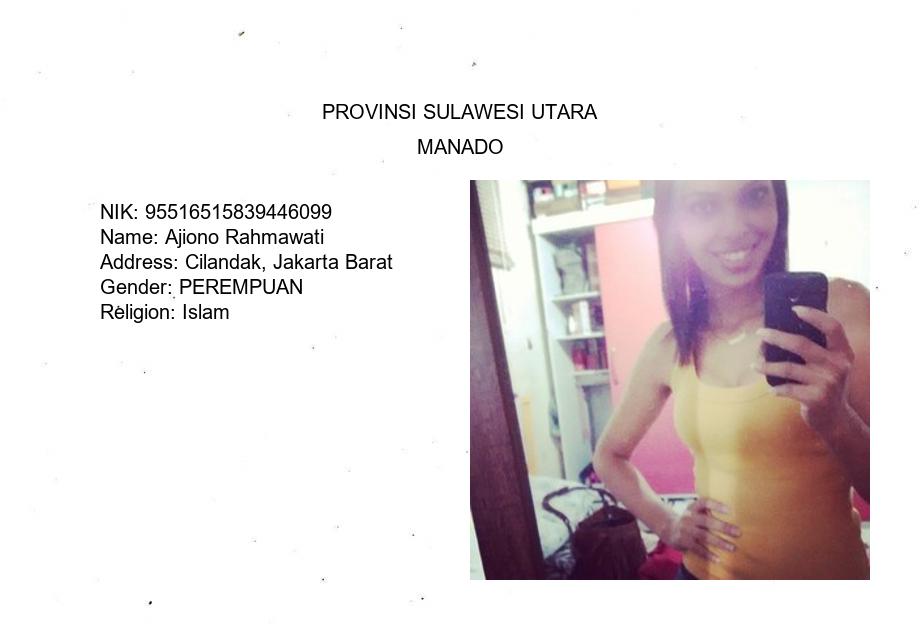 PROVINSI SULAWESI UTARA
MANADO
NIK: 95516515839446099
Name: Ajiono Rahmawati
Address: Cilandak, Jakarta Barat
Gender: PEREMPUAN
Religion: Islam